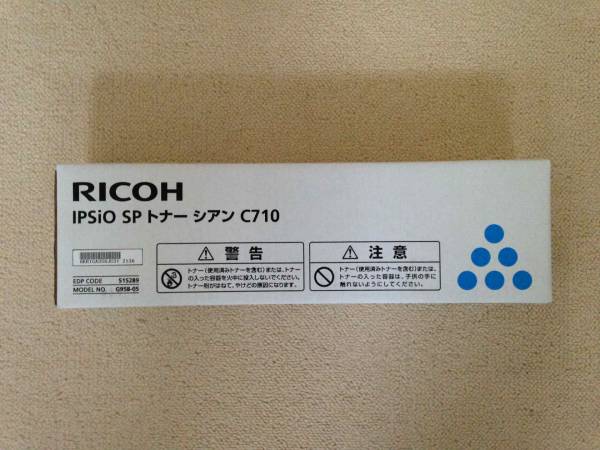 RICOH
IPSiO SP トナー シアン C710
2136
EDP CODE 515289
MODEL NO. G958-05
警告
トナー(使用済みトナーを含む)または、トナー
の入った容器を火中に投入しないでください。
トナー粉がはねて、やけどの原因になります。
注意
トナー(使用済みトナーを含む)または、トナ
ーの入った容器は、子供の手に
触れないようにしてください。